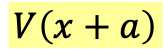 V(x + a)